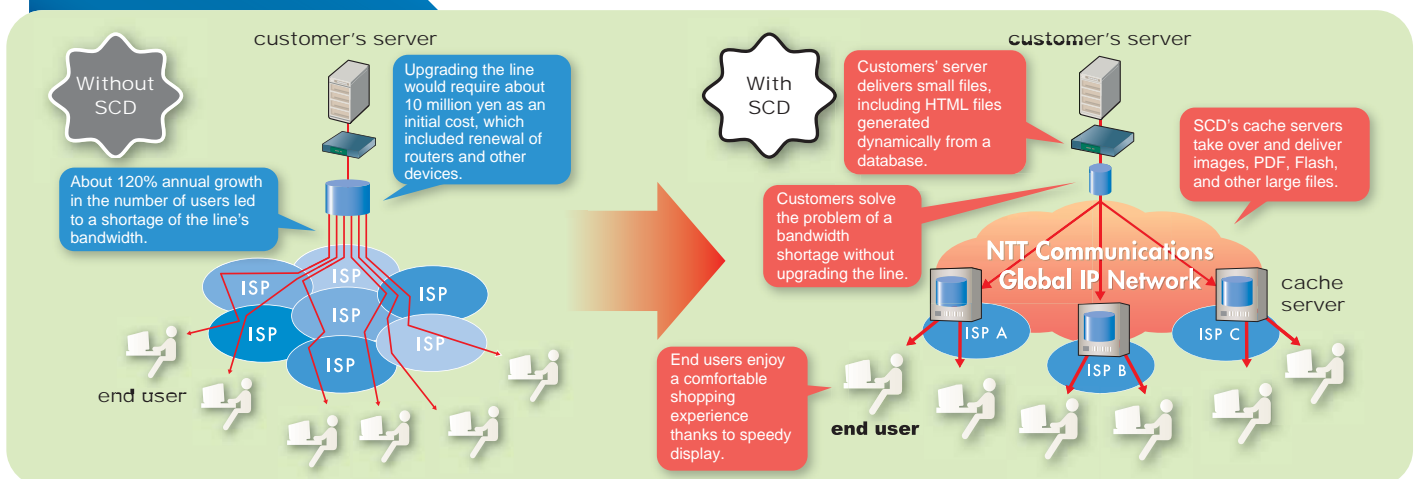 customer's server
Without
SCD
Upgrading the line
would require about
10 million yen as an
initial cost, which
included renewal of
routers and other
devices.
About 120% annual growth
in the number of users led
to a shortage of the line's
bandwidth.
ISP
ISP
ISP
ISP
ISP
ISP
ISP
end user
customer's server
With
SCD
Customers' server
delivers small files,
including HTML files
generated
dynamically from a
database.
SCD's cache servers
take over and deliver
images, PDF, Flash,
and other large files.
Customers solve
the problem of a
bandwidth
shortage without
upgrading the line.
NTT Communications
Global IP Network
cache
server
ISP A
ISP B
ISP C
End users enjoy
a comfortable
shopping
experience
thanks to speedy
display.
end user